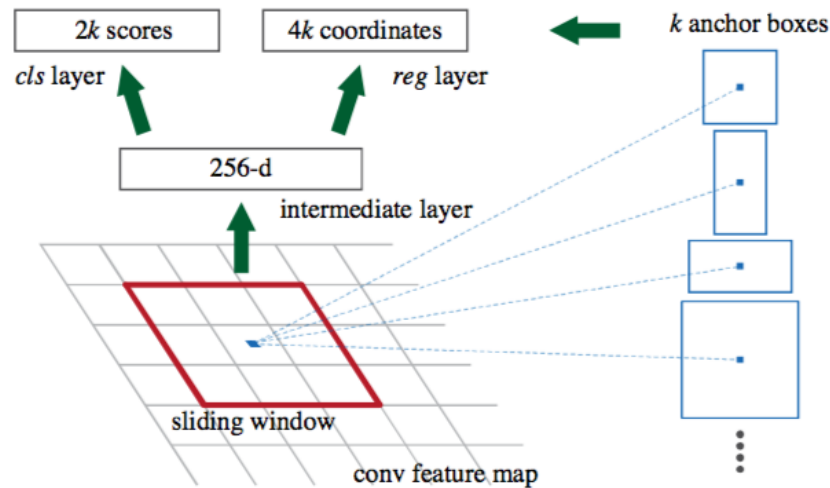 2k scores
4k coordinates
k anchor boxes
cls layer
reg layer
256-d
intermediate layer
sliding window
conv feature map